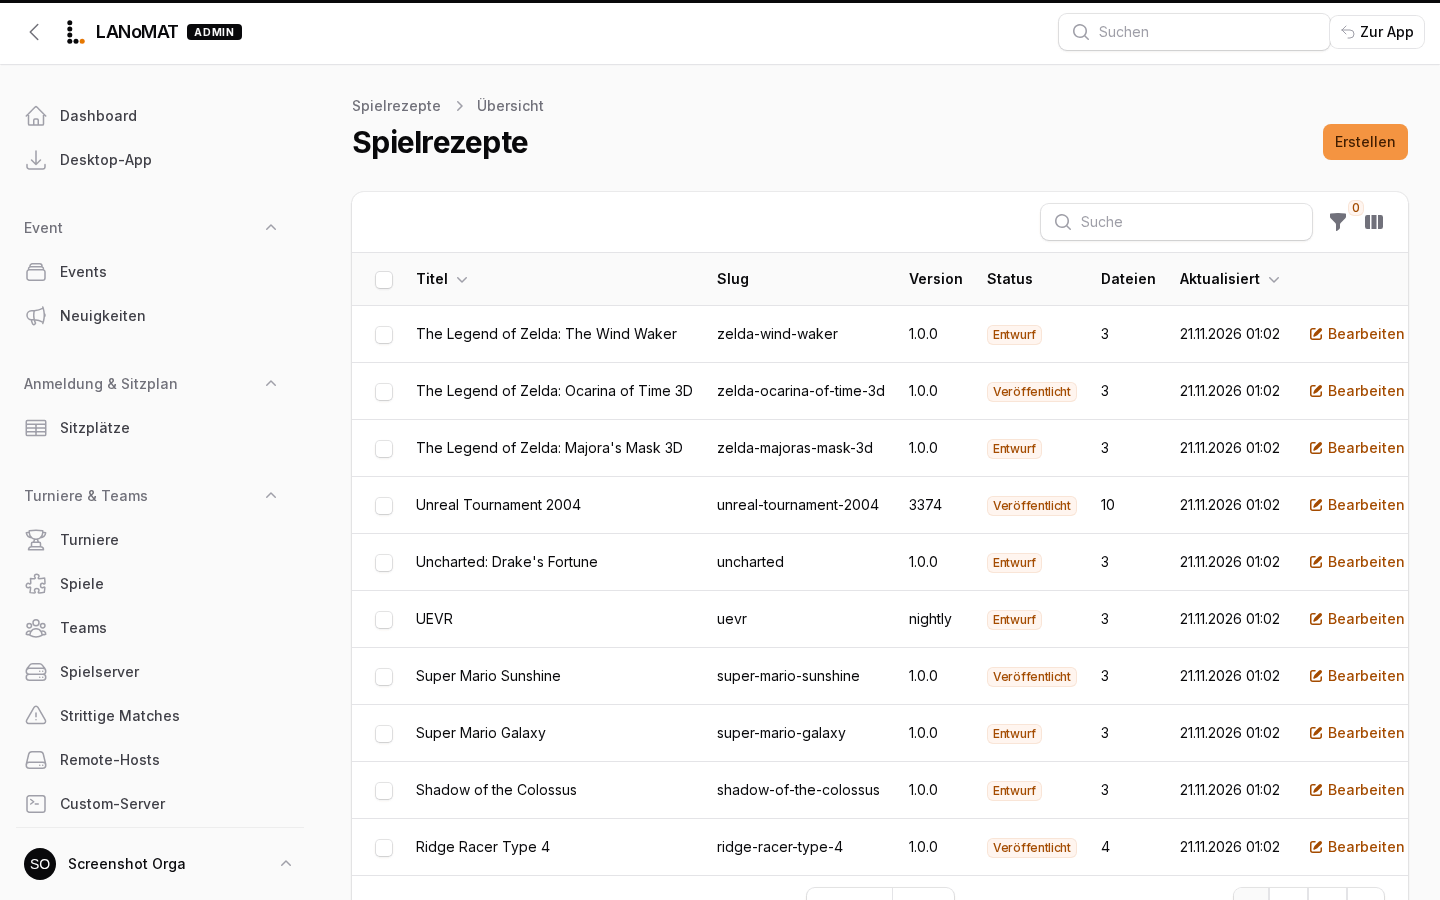 LANoMAT ADMIN
Suchen
Zur App
Dashboard
Desktop-App
Event
Events
Neuigkeiten
Anmeldung & Sitzplan
Sitzplätze
Turniere & Teams
Turniere
Spiele
Teams
Spielserver
Strittige Matches
Remote-Hosts
Custom-Server
SO Screenshot Orga
Spielrezepte > Übersicht
Spielrezepte
Erstellen
Suche
0
Titel Slug Version Status Dateien Aktualisiert
The Legend of Zelda: The Wind Waker zelda-wind-waker 1.0.0 Entwurf 3 21.11.2026 01:02 Bearbeiten
The Legend of Zelda: Ocarina of Time 3D zelda-ocarina-of-time-3d 1.0.0 Veröffentlicht 3 21.11.2026 01:02 Bearbeiten
The Legend of Zelda: Majora's Mask 3D zelda-majoras-mask-3d 1.0.0 Entwurf 3 21.11.2026 01:02 Bearbeiten
Unreal Tournament 2004 unreal-tournament-2004 3374 Veröffentlicht 10 21.11.2026 01:02 Bearbeiten
Uncharted: Drake's Fortune uncharted 1.0.0 Entwurf 3 21.11.2026 01:02 Bearbeiten
UEVR uevr nightly Entwurf 3 21.11.2026 01:02 Bearbeiten
Super Mario Sunshine super-mario-sunshine 1.0.0 Veröffentlicht 3 21.11.2026 01:02 Bearbeiten
Super Mario Galaxy super-mario-galaxy 1.0.0 Entwurf 3 21.11.2026 01:02 Bearbeiten
Shadow of the Colossus shadow-of-the-colossus 1.0.0 Entwurf 3 21.11.2026 01:02 Bearbeiten
Ridge Racer Type 4 ridge-racer-type-4 1.0.0 Veröffentlicht 4 21.11.2026 01:02 Bearbeiten